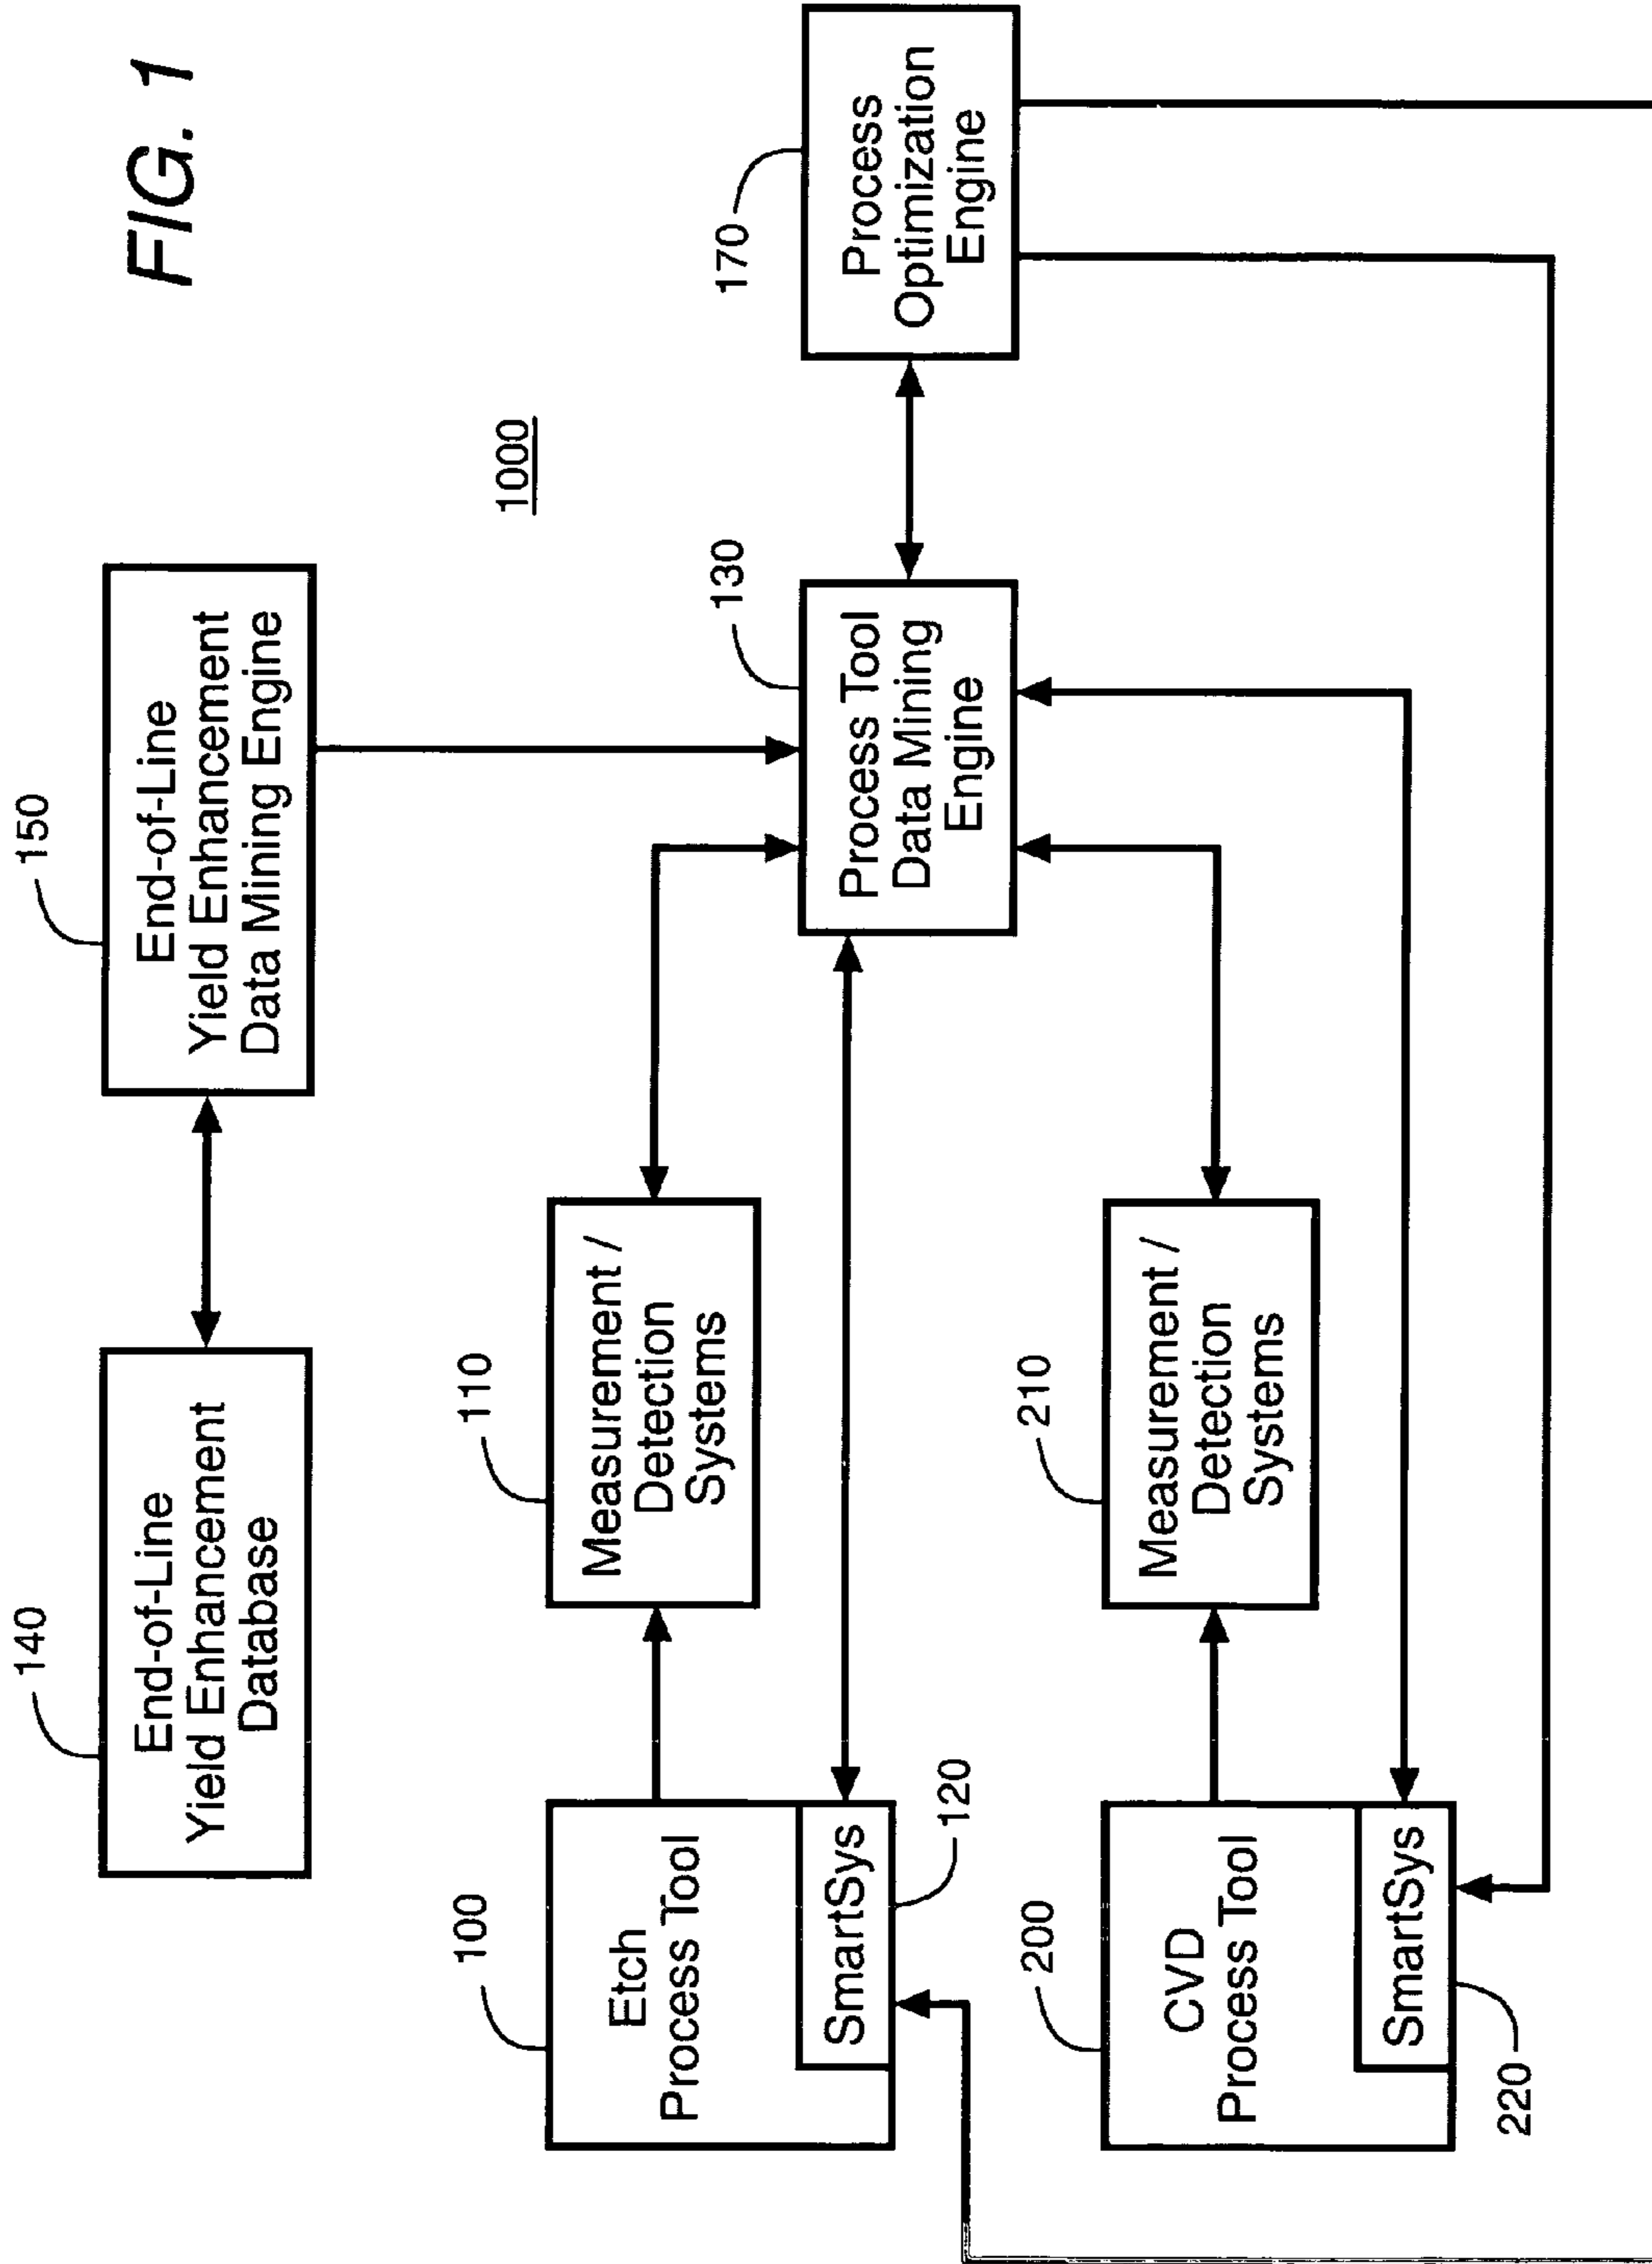 FIG. 1
1000
140
End-of-Line
Yield Enhancement
Database
150
End-of-Line
Yield Enhancement
Data Mining Engine
100
Etch
Process Tool
SmartSys
120
110
Measurement /
Detection
Systems
130
Process Tool
Data Mining
Engine
170
Process
Optimization
Engine
200
CVD
Process Tool
SmartSys
220
210
Measurement /
Detection
Systems